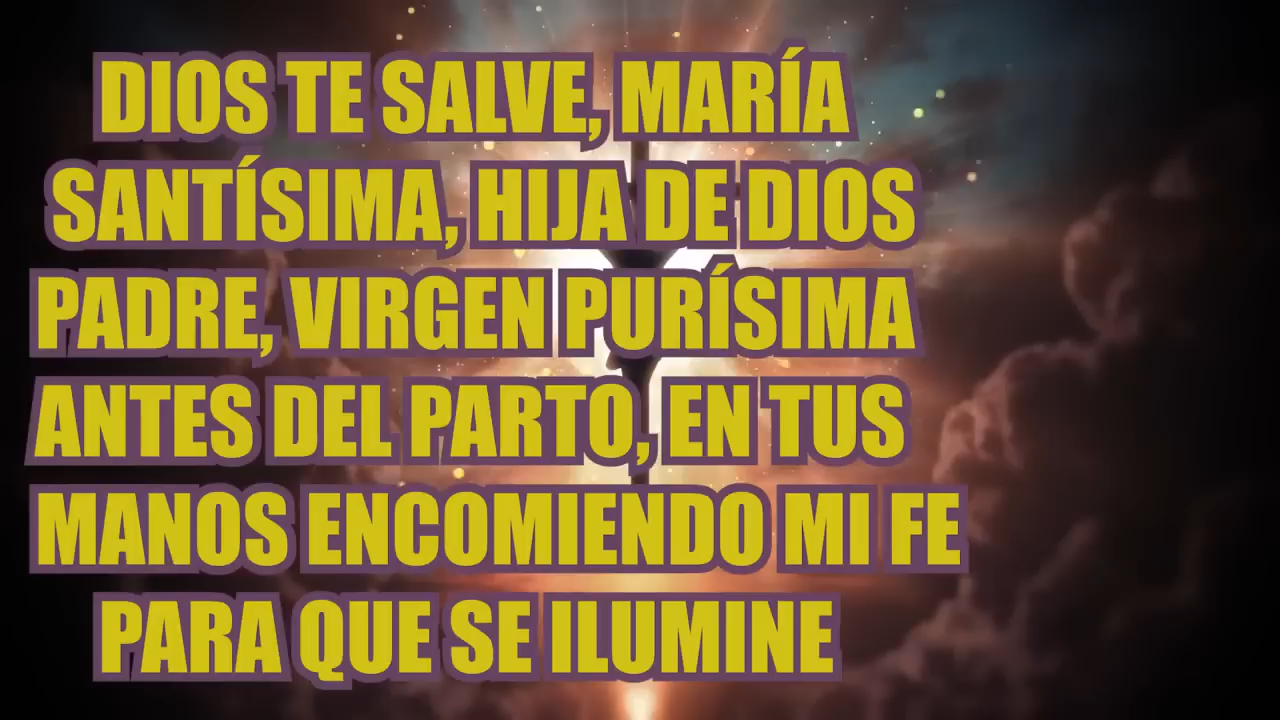 DIOS TE SALVE, MARÍA
SANTÍSIMA, HIJA DE DIOS
PADRE, VIRGEN PURÍSIMA
ANTES DEL PARTO, EN TUS
MANOS ENCOMIENDO MI FE
PARA QUE SE ILUMINE